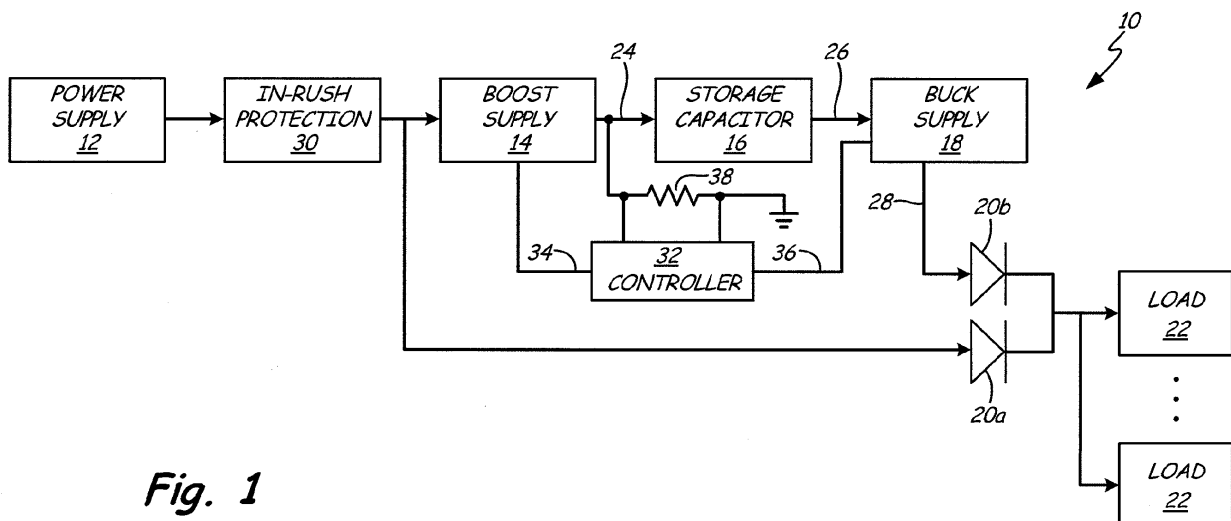 10
24
26
POWER
SUPPLY
12
IN-RUSH
PROTECTION
30
BOOST
SUPPLY
14
STORAGE
CAPACITOR
16
BUCK
SUPPLY
18
38
28
20b
34
32
CONTROLLER
36
LOAD
22
20a
LOAD
22
Fig. 1